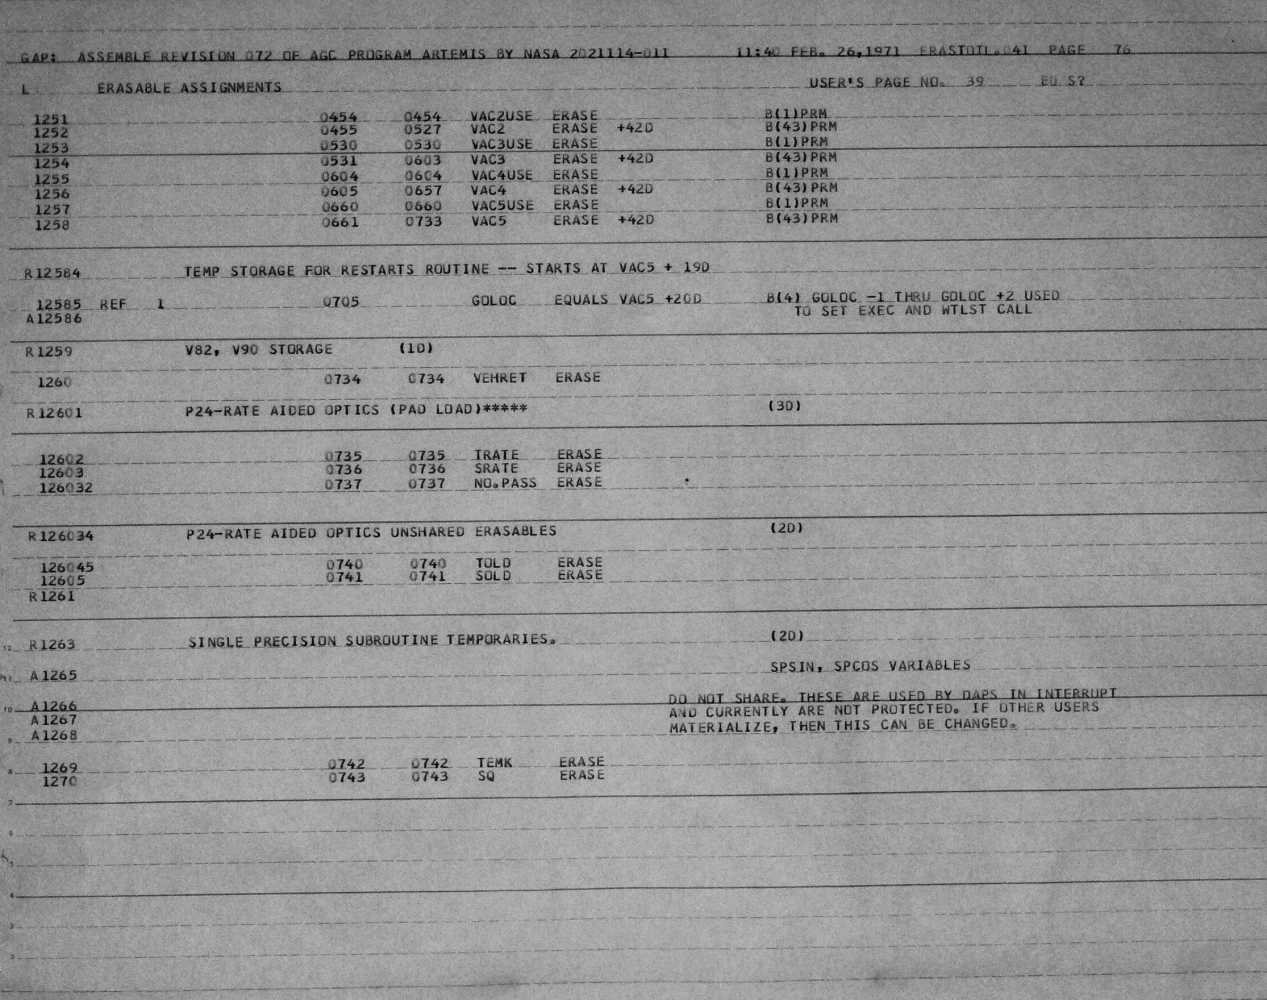 GAP: ASSEMBLE REVISION 072 OF AGC PROGRAM ARTEMIS BY NASA 2021114-011 11:40 FEB. 26,1971 ERASTOTL.041 PAGE 76
L ERASABLE ASSIGNMENTS USER'S PAGE NO. 39 E0 S?
1251 0454 0454 VAC2USE ERASE B(1)PRM
1252 0455 0527 VAC2 ERASE +42D B(43)PRM
1253 0530 0530 VAC3USE ERASE B(1)PRM
1254 0531 0603 VAC3 ERASE +42D B(43)PRM
1255 0604 0604 VAC4USE ERASE B(1)PRM
1256 0605 0657 VAC4 ERASE +42D B(43)PRM
1257 0660 0660 VAC5USE ERASE B(1)PRM
1258 0661 0733 VAC5 ERASE +42D B(43)PRM
R12584 TEMP STORAGE FOR RESTARTS ROUTINE -- STARTS AT VAC5 + 19D
12585 REF 1 0705 GOLOC EQUALS VAC5 +20D B(4) GOLOC -1 THRU GOLOC +2 USED
A12586 TO SET EXEC AND WTLST CALL
R1259 V82, V90 STORAGE (1D)
1260 0734 0734 VEHRET ERASE
R12601 P24-RATE AIDED OPTICS (PAD LOAD)***** (3D)
12602 0735 0735 TRATE ERASE
12603 0736 0736 SRATE ERASE
126032 0737 0737 NO.PASS ERASE
R126034 P24-RATE AIDED OPTICS UNSHARED ERASABLES (2D)
126045 0740 0740 TOLD ERASE
12605 0741 0741 SOLD ERASE
R1261
R1263 SINGLE PRECISION SUBROUTINE TEMPORARIES. (2D)
A1265 SPSIN, SPCOS VARIABLES
A1266 DO NOT SHARE. THESE ARE USED BY DAPS IN INTERRUPT
A1267 AND CURRENTLY ARE NOT PROTECTED. IF OTHER USERS
A1268 MATERIALIZE, THEN THIS CAN BE CHANGED.
1269 0742 0742 TEMK ERASE
1270 0743 0743 SQ ERASE